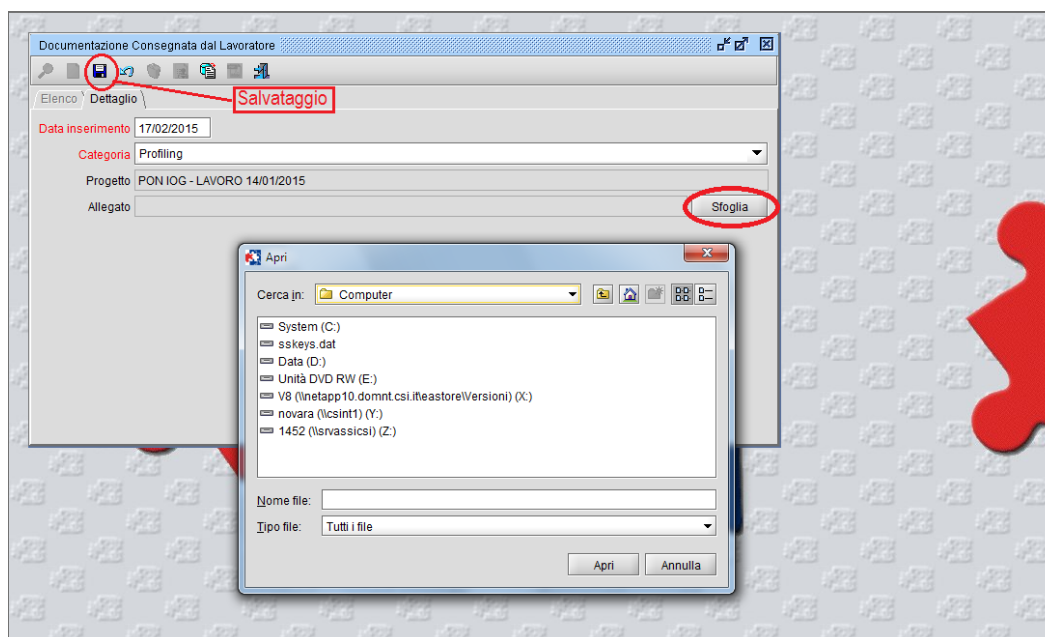 Documentazione Consegnata dal Lavoratore
Salvataggio
Elenco Dettaglio
Data inserimento 17/02/2015
Categoria Profiling
Progetto PON IOG - LAVORO 14/01/2015
Allegato Sfoglia
Apri
Cerca in: Computer
System (C:)
sskeys.dat
Data (D:)
Unità DVD RW (E:)
V8 (\\netapp10.domnt.csi.it\eastore\Versioni) (X:)
novara (\\csint1) (Y:)
1452 (\\srvassicsi) (Z:)
Nome file:
Tipo file: Tutti i file
Apri Annulla